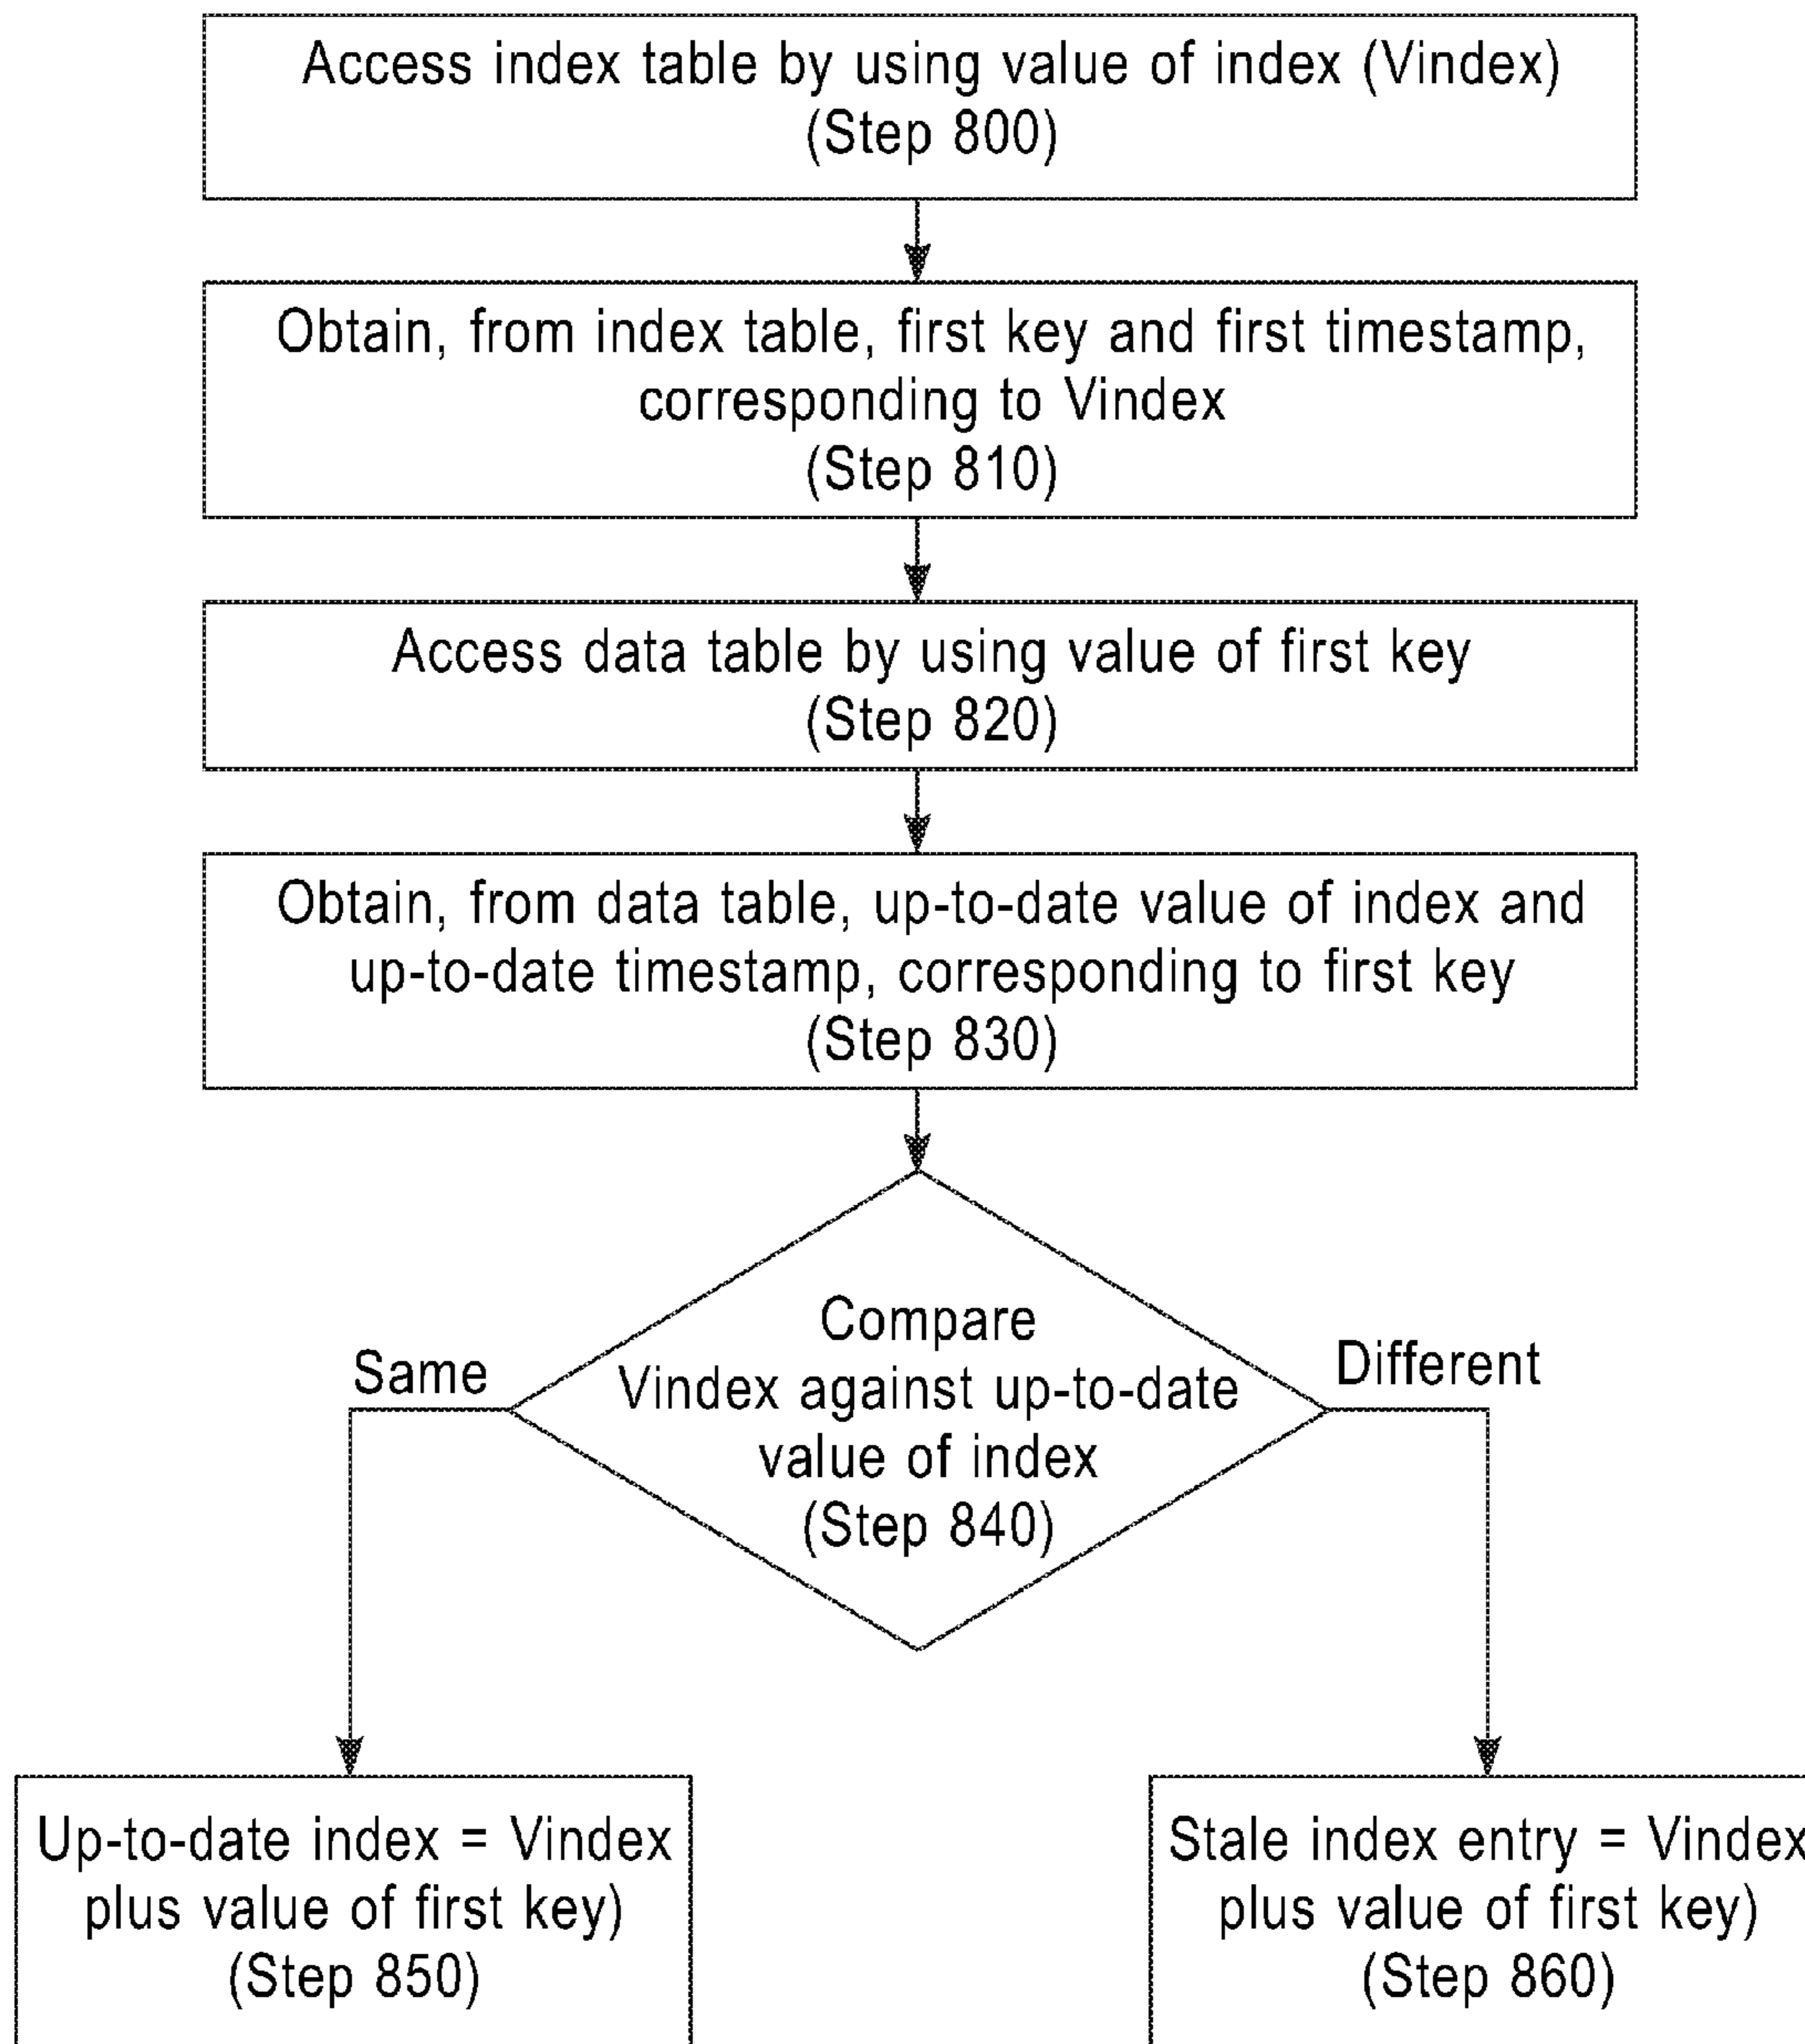 Access index table by using value of index (Vindex)
(Step 800)
Obtain, from index table, first key and first timestamp,
corresponding to Vindex
(Step 810)
Access data table by using value of first key
(Step 820)
Obtain, from data table, up-to-date value of index and
up-to-date timestamp, corresponding to first key
(Step 830)
Compare
Vindex against up-to-date
value of index
(Step 840)
Same
Different
Up-to-date index = Vindex
plus value of first key)
(Step 850)
Stale index entry = Vindex
plus value of first key)
(Step 860)